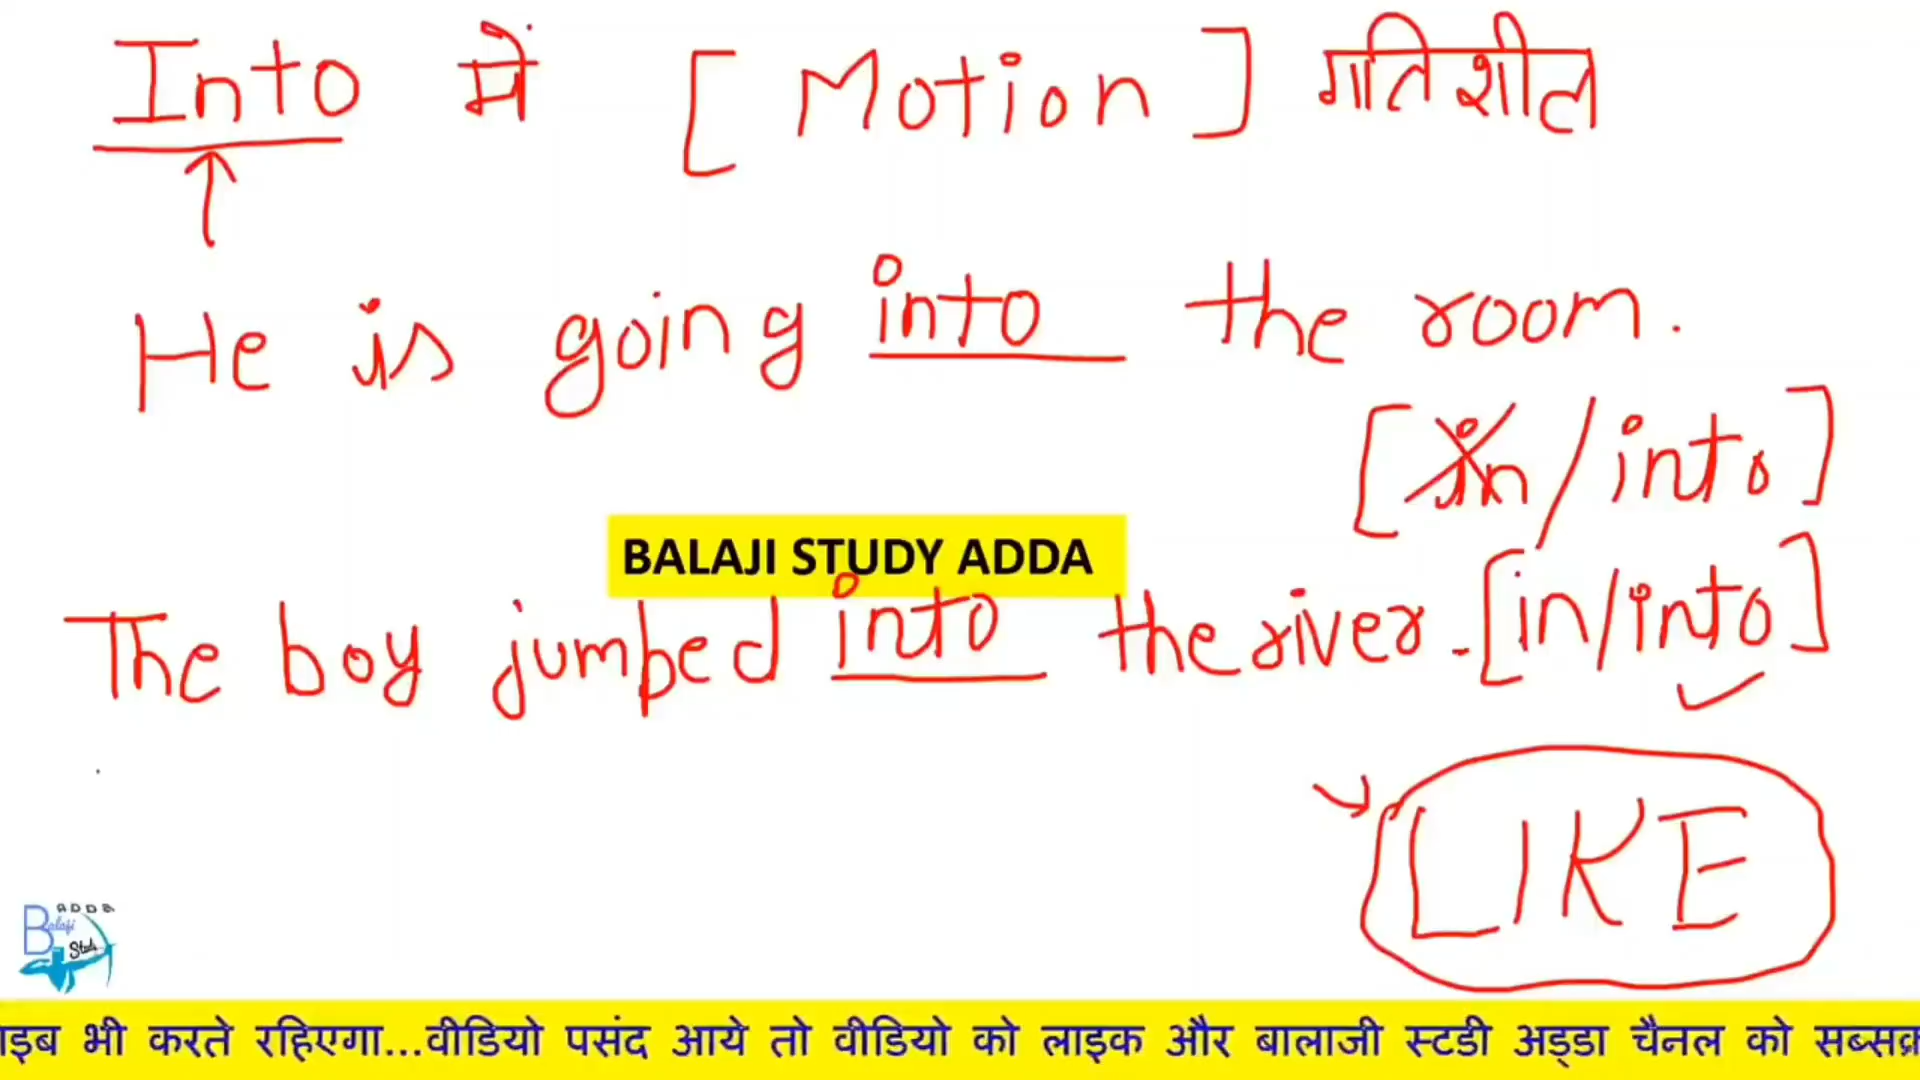 Into में [ Motion ] गतिशील
He is going into the room.
[ in / into ]
BALAJI STUDY ADDA
The boy jumbed into the river. [in/into]
LIKE
ADDA
Balaji
Study
ाइब भी करते रहिएगा...वीडियो पसंद आये तो वीडियो को लाइक और बालाजी स्टडी अड्डा चैनल को सब्सक्र